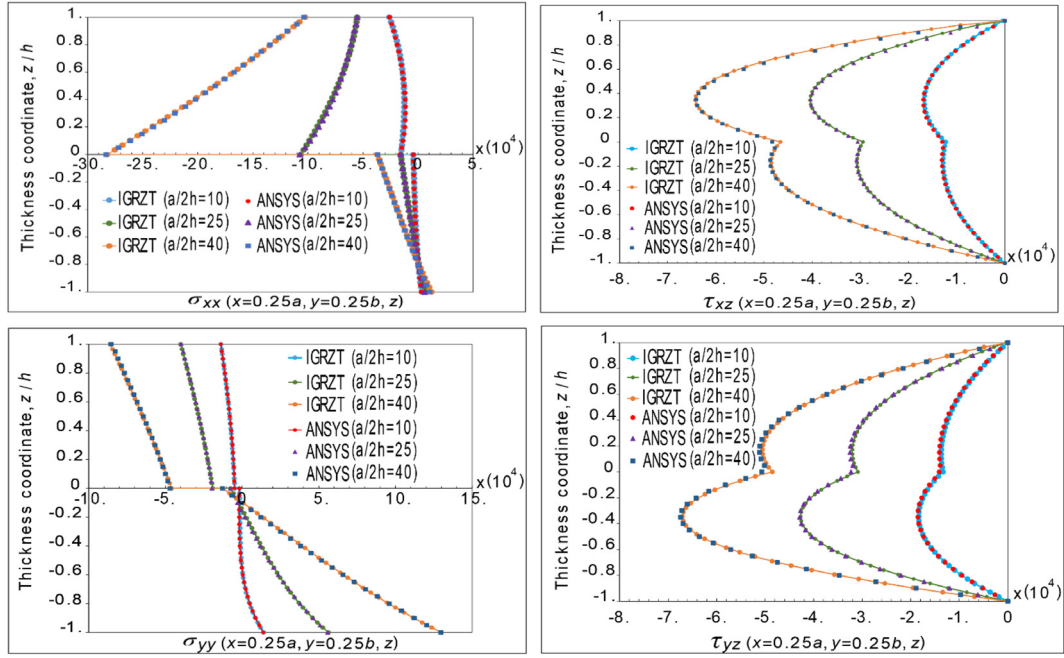 Thickness coordinate, z / h
1.
0.8
0.6
0.4
0.2
0
-0.2
-0.4
-0.6
-0.8
-1.
-30. -25. -20. -15. -10. -5. 0. 5.
x(10⁴)
IGRZT (a/2h=10)
IGRZT (a/2h=25)
IGRZT (a/2h=40)
ANSYS(a/2h=10)
ANSYS(a/2h=25)
ANSYS(a/2h=40)
σxx (x=0.25a, y=0.25b, z)
Thickness coordinate, z / h
1.
0.8
0.6
0.4
0.2
0
-0.2
-0.4
-0.6
-0.8
-1.
IGRZT (a/2h=10)
IGRZT (a/2h=25)
IGRZT (a/2h=40)
ANSYS(a/2h=10)
ANSYS(a/2h=25)
ANSYS(a/2h=40)
x(10⁴)
-8. -7. -6. -5. -4. -3. -2. -1. 0
τxz (x=0.25a, y=0.25b, z)
Thickness coordinate, z / h
1.
0.8
0.6
0.4
0.2
0
-0.2
-0.4
-0.6
-0.8
-1.
IGRZT (a/2h=10)
IGRZT (a/2h=25)
IGRZT (a/2h=40)
ANSYS(a/2h=10)
ANSYS(a/2h=25)
ANSYS(a/2h=40)
x(10⁴)
-10. -5. 0 5. 10. 15.
σyy (x=0.25a, y=0.25b, z)
Thickness coordinate, z / h
1.
0.8
0.6
0.4
0.2
0
-0.2
-0.4
-0.6
-0.8
-1.
IGRZT (a/2h=10)
IGRZT (a/2h=25)
IGRZT (a/2h=40)
ANSYS(a/2h=10)
ANSYS(a/2h=25)
ANSYS(a/2h=40)
x(10⁴)
-8. -7. -6. -5. -4. -3. -2. -1. 0
τyz (x=0.25a, y=0.25b, z)